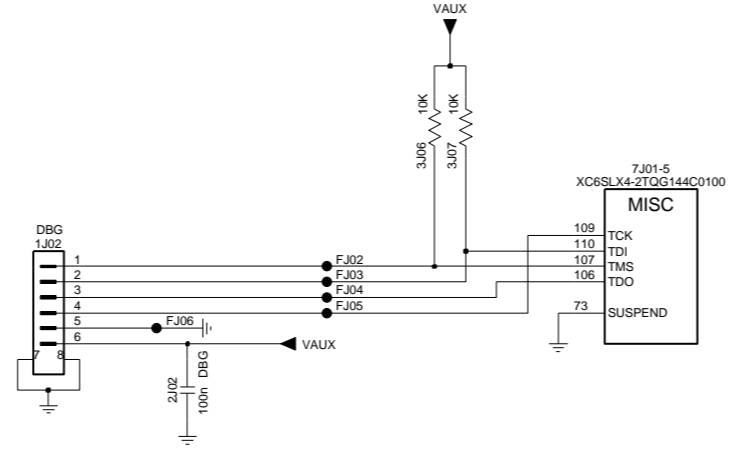 VAUX
10K
10K
3J06
3J07
7J01-5
XC6SLX4-2TQG144C0100
MISC
109 TCK
110 TDI
107 TMS
106 TDO
73 SUSPEND
DBG
1J02
1 FJ02
2 FJ03
3 FJ04
4 FJ05
5 FJ06
6 VAUX
7 8
2J02
100n DBG